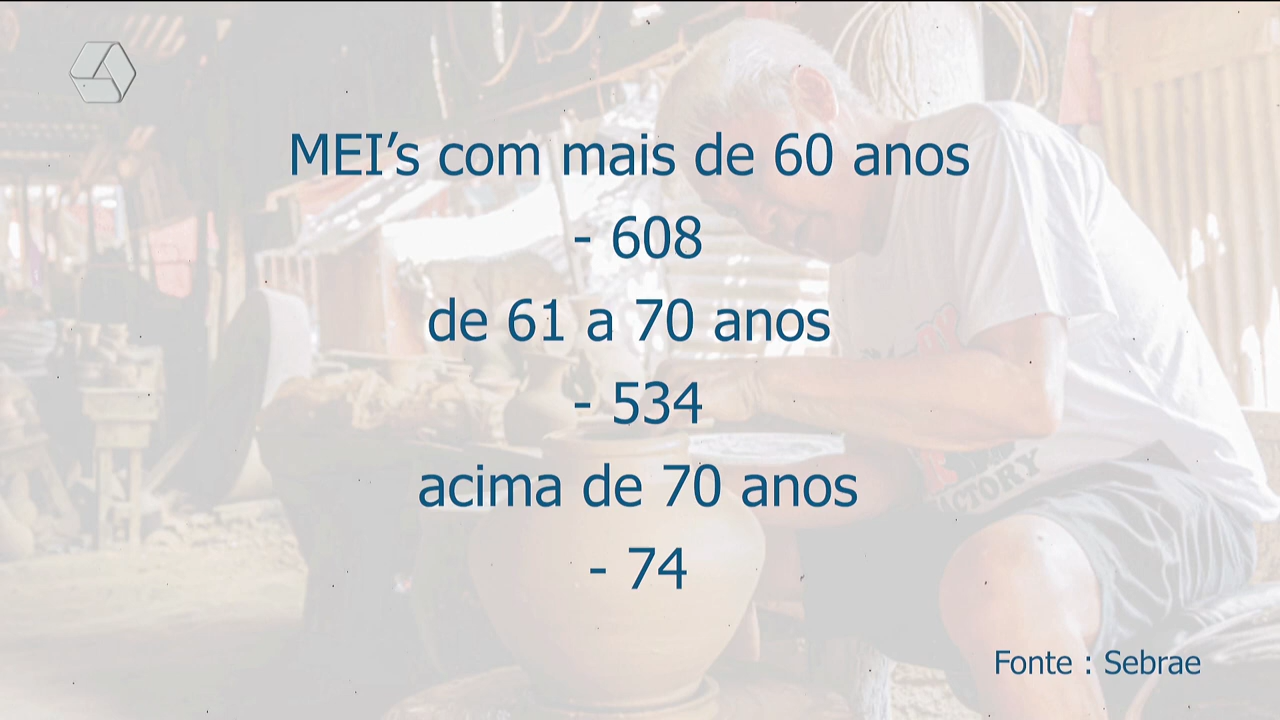 MEI’s com mais de 60 anos
- 608
de 61 a 70 anos
- 534
acima de 70 anos
- 74
FACTORY
Fonte : Sebrae